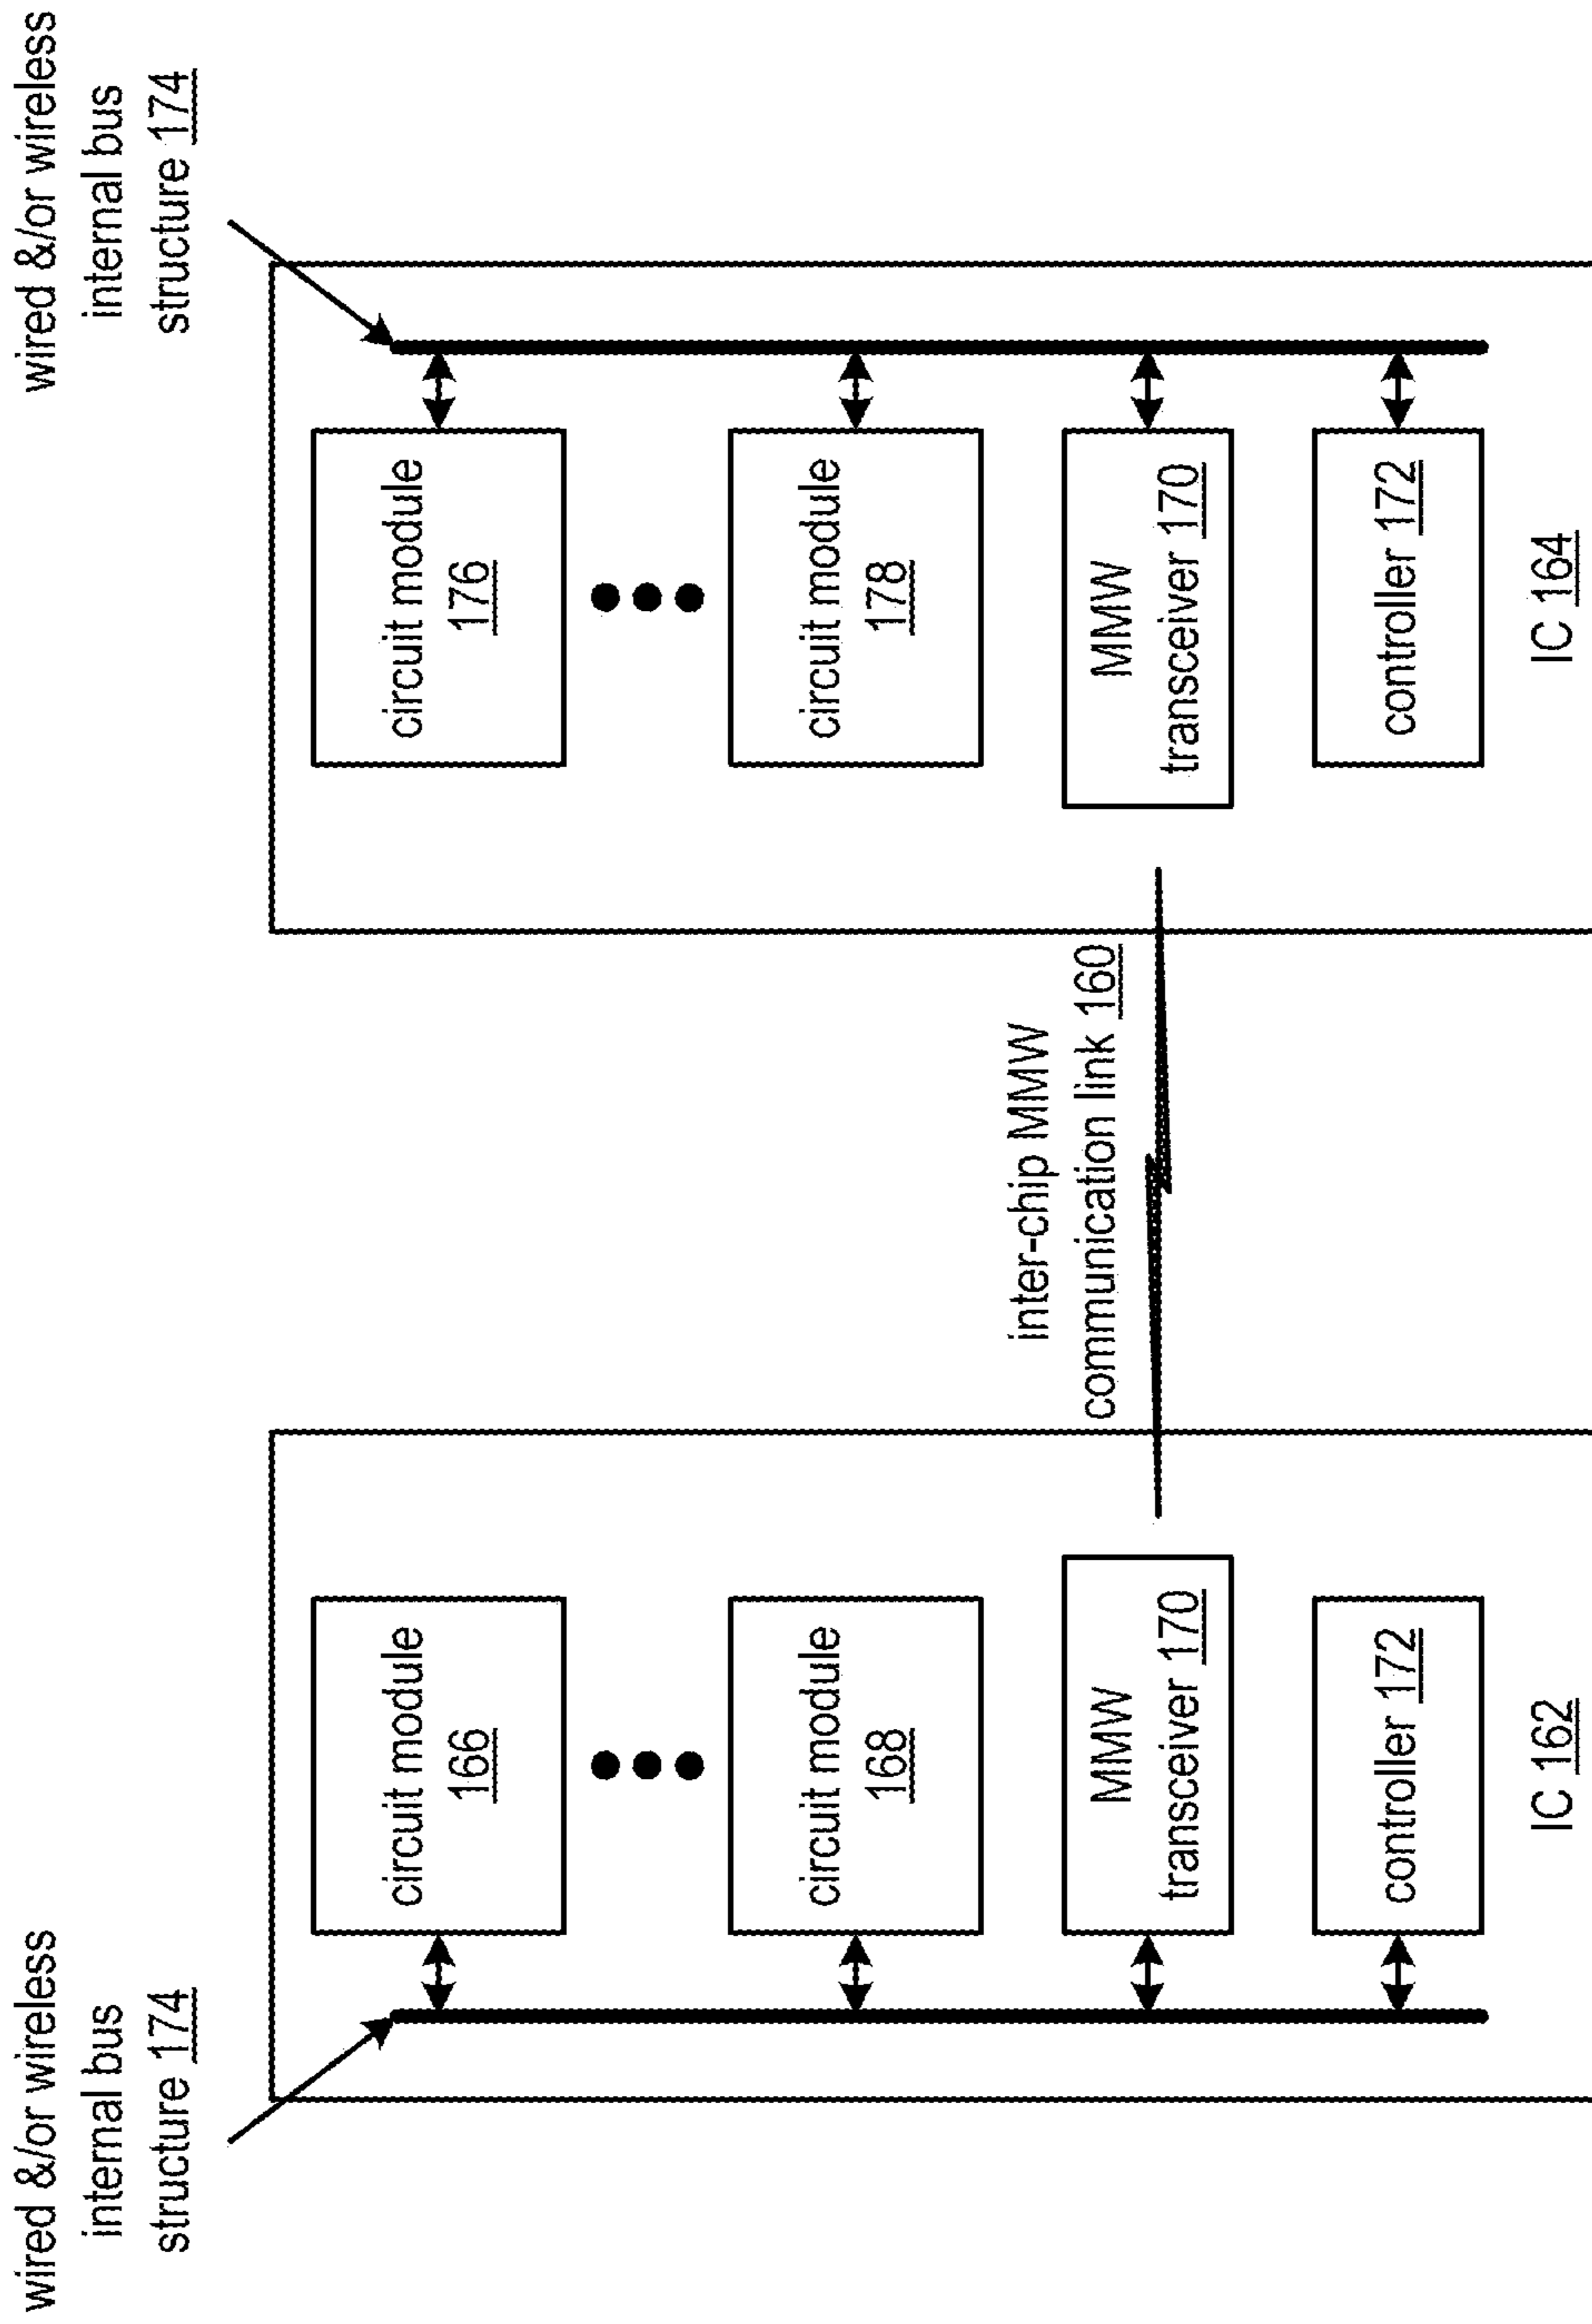 wired &/or wireless
internal bus
structure 174
wired &/or wireless
internal bus
structure 174
circuit module
166
circuit module
168
MMW
transceiver 170
controller 172
IC 162
inter-chip MMW
communication link 160
circuit module
176
circuit module
178
MMW
transceiver 170
controller 172
IC 164